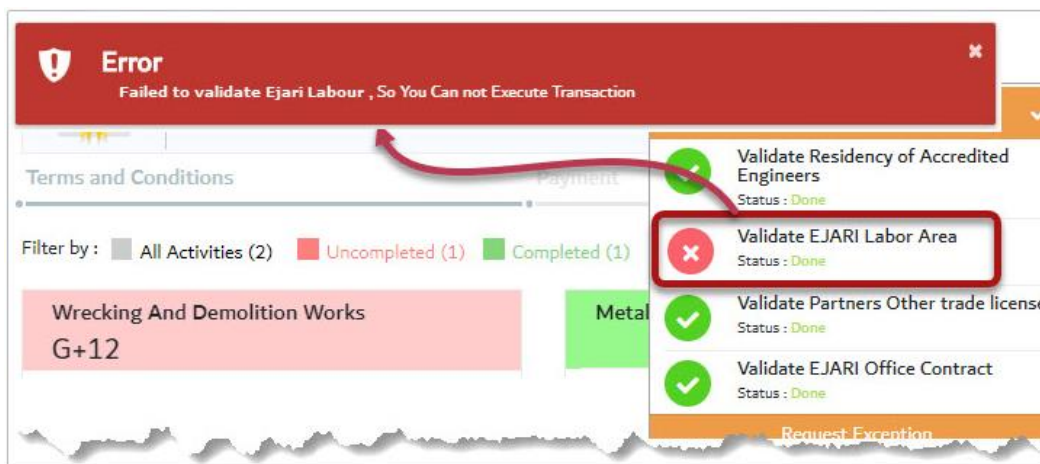 Error
Failed to validate Ejari Labour , So You Can not Execute Transaction
Terms and Conditions
Payment
Filter by :
All Activities (2)
Uncompleted (1)
Completed (1)
Wrecking And Demolition Works
G+12
Metal
Validate Residency of Accredited
Engineers
Status : Done
Validate EJARI Labor Area
Status : Done
Validate Partners Other trade license
Status : Done
Validate EJARI Office Contract
Status : Done
Request Exception